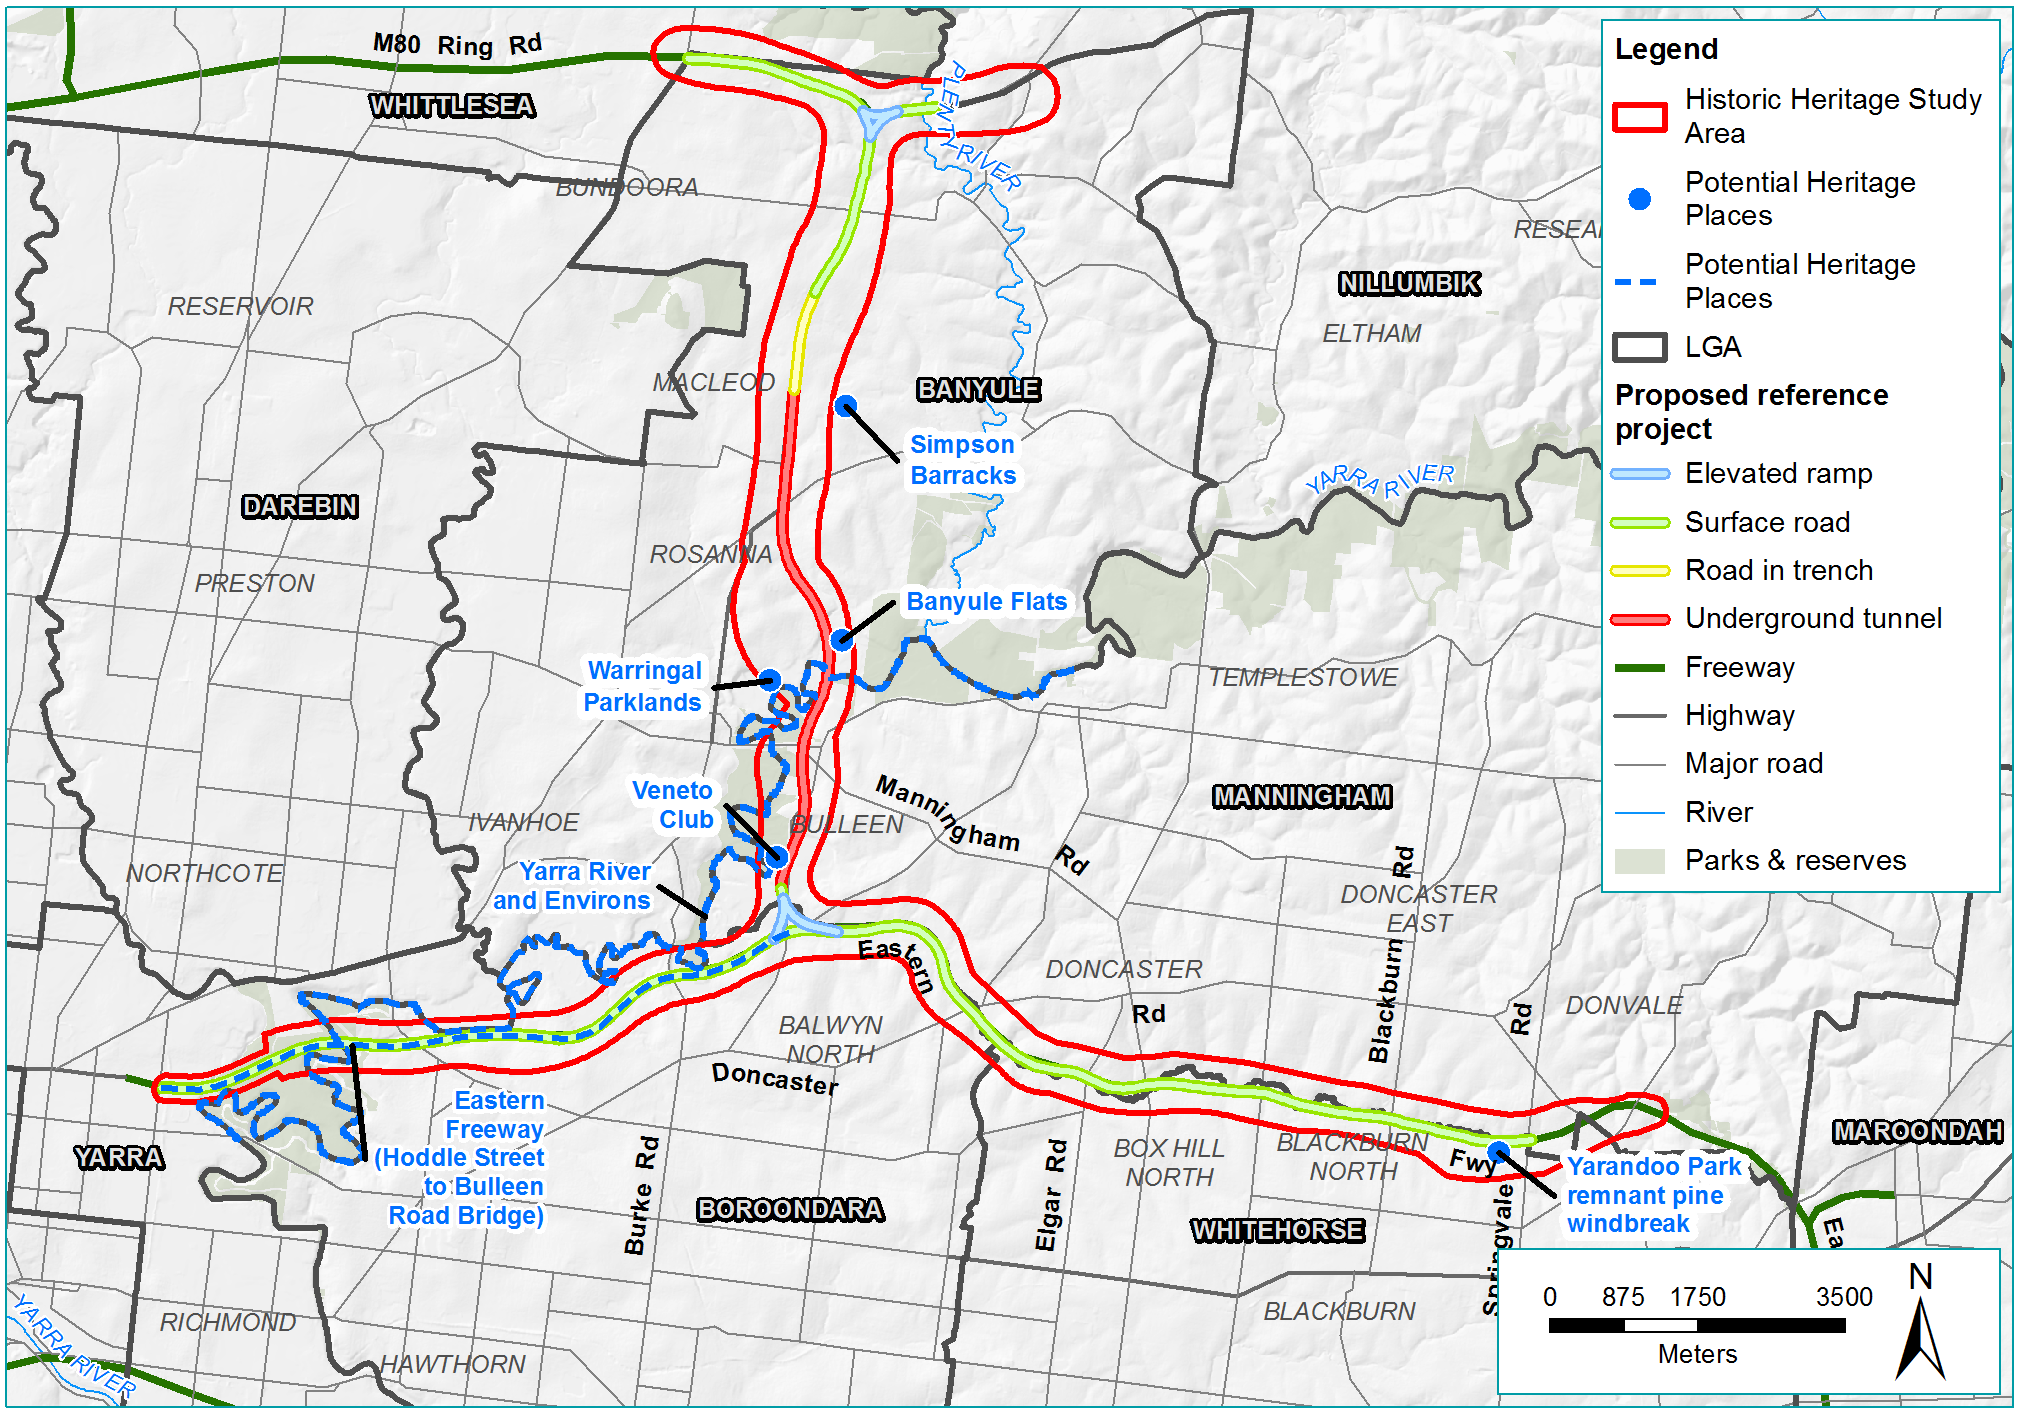 M80 Ring Rd
WHITTLESEA
PLENTY RIVER
BUNDOORA
RESERVOIR
MACLEOD
NILLUMBIK
ELTHAM
BANYULE
Simpson
Barracks
DAREBIN
ROSANNA
PRESTON
YARRA RIVER
Banyule Flats
Warringal
Parklands
TEMPLESTOWE
Veneto
Club
BULLEEN
Manningham Rd
MANNINGHAM
IVANHOE
NORTHCOTE
Yarra River
and Environs
DONCASTER
EAST
Blackburn Rd
Eastern
DONCASTER
DONVALE
Rd
Rd
BALWYN
NORTH
Doncaster
Eastern
Freeway
(Hoddle Street
to Bulleen
Road Bridge)
YARRA
Burke Rd
BOROONDARA
Elgar Rd
BOX HILL
NORTH
BLACKBURN
NORTH
Fwy
WHITEHORSE
Springvale
Yarandoo Park
remnant pine
windbreak
MAROONDAH
Ea
RICHMOND
HAWTHORN
BLACKBURN
YARRA RIVER
Legend
Historic Heritage Study
Area
Potential Heritage
Places
Potential Heritage
Places
LGA
Proposed reference
project
Elevated ramp
Surface road
Road in trench
Underground tunnel
Freeway
Highway
Major road
River
Parks & reserves
0 875 1750 3500
Meters
N